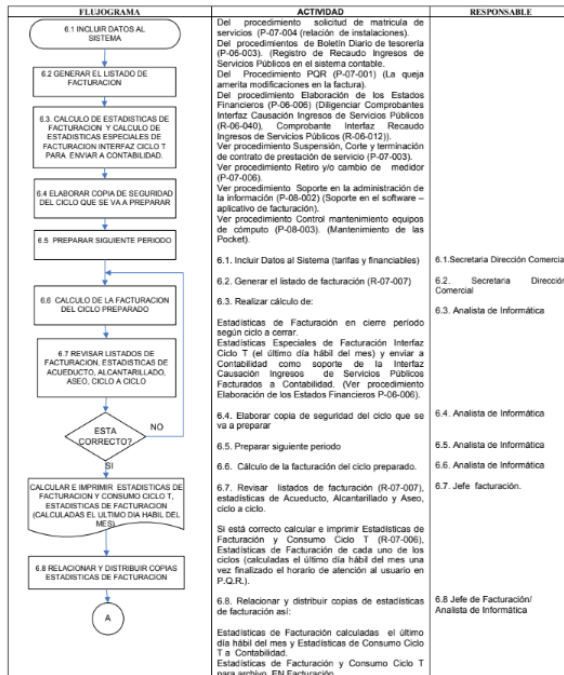 FLUJOGRAMA
6.1 INCLUIR DATOS AL
SISTEMA
6.2 GENERAR EL LISTADO DE
FACTURACION
6.3. CALCULO DE ESTADISTICAS DE
FACTURACION Y CALCULO DE
ESTADISTICAS ESPECIALES DE
FACTURACION INTERFAZ CICLO T
PARA ENVIAR A CONTABILIDAD.
6.4 ELABORAR COPIA DE SEGURIDAD
DEL CICLO QUE SE VA A PREPARAR
6.5 PREPARAR SIGUIENTE PERIODO
6.6 CALCULO DE LA FACTURACION
DEL CICLO PREPARADO
6.7 REVISAR LISTADOS DE
FACTURACION, ESTADISTICAS DE
ACUEDUCTO, ALCANTARILLADO,
ASEO, CICLO A CICLO
ESTA
CORRECTO?
NO
SI
CALCULAR E IMPRIMIR ESTADISTICAS DE
FACTURACION Y CONSUMO CICLO T,
ESTADISTICAS DE FACTURACION
(CALCULADAS EL ULTIMO DIA HABIL DEL
MES)
6.8 RELACIONAR Y DISTRIBUIR COPIAS
ESTADISTICAS DE FACTURACION
A
ACTIVIDAD
Del procedimiento solicitud de matricula de
servicios (P-07-004 (relación de instalaciones).
Del procedimientos de Boletín Diario de tesorería
(P-06-003). (Registro de Recaudo Ingresos de
Servicios Públicos en el sistema contable.
Del Procedimiento PQR (P-07-001) (La queja
amerita modificaciones en la factura).
Del procedimiento Elaboración de los Estados
Financieros (P-06-006) (Diligenciar Comprobantes
Interfaz Causación Ingresos de Servicios Públicos
(R-06-040), Comprobante Interfaz Recaudo
Ingresos de Servicios Públicos (R-06-012)).
Ver procedimiento Suspensión, Corte y terminación
de contrato de prestación de servicio (P-07-003).
Ver procedimiento Retiro y/o cambio de medidor
(P-07-006).
Ver procedimiento Soporte en la administración de
la información (P-08-002) (Soporte en el software –
aplicativo de facturación).
Ver procedimiento Control mantenimiento equipos
de cómputo (P-08-003). (Mantenimiento de las
Pocket).
6.1. Incluir Datos al Sistema (tarifas y financiables)
6.2. Generar el listado de facturación (R-07-007)
6.3. Realizar cálculo de:
Estadísticas de Facturación en cierre período
según ciclo a cerrar.
Estadísticas Especiales de Facturación Interfaz
Ciclo T (el último día hábil del mes) y enviar a
Contabilidad como soporte de la Interfaz
Causación Ingresos de Servicios Públicos
Facturados a Contabilidad. (Ver procedimiento
Elaboración de los Estados Financieros P-06-006).
6.4. Elaborar copia de seguridad del ciclo que se
va a preparar
6.5. Preparar siguiente periodo
6.6. Cálculo de la facturación del ciclo preparado.
6.7. Revisar listados de facturación (R-07-007),
estadísticas de Acueducto, Alcantarillado y Aseo,
ciclo a ciclo.
Si está correcto calcular e imprimir Estadísticas de
Facturación y Consumo Ciclo T (R-07-006),
Estadísticas de Facturación de cada uno de los
ciclos (calculadas el último día hábil del mes una
vez finalizado el horario de atención al usuario en
P.Q.R.).
6.8. Relacionar y distribuir copias de estadísticas
de facturación así:
Estadísticas de Facturación calculadas el último
día hábil del mes y Estadísticas de Consumo Ciclo
T a Contabilidad.
Estadísticas de Facturación y Consumo Ciclo T
para archivo EN Facturación
RESPONSABLE
6.1.Secretaria Dirección Comercia
6.2. Secretaria Dirección
Comercial
6.3. Analista de Informática
6.4. Analista de Informática
6.5. Analista de Informática
6.6. Analista de Informática
6.7. Jefe facturación.
6.8 Jefe de Facturación/
Analista de Informática